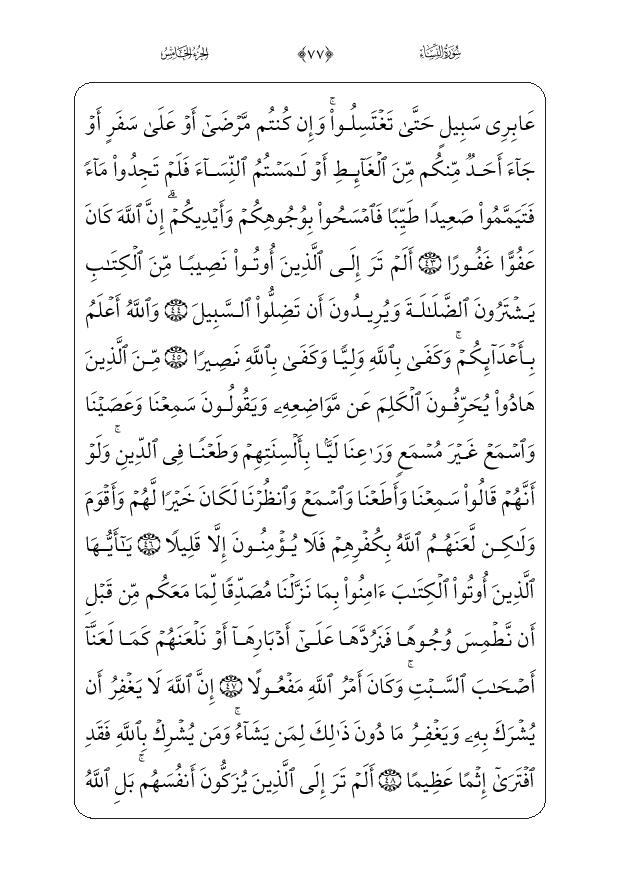 سُورَةُ النِّسَاءِ ﴿٧٧﴾ الجُزْءُ الخَامِسُ
عَابِرِى سَبِيلٍ حَتَّىٰ تَغْتَسِلُوا۟ ۚ وَإِن كُنتُم مَّرْضَىٰٓ أَوْ عَلَىٰ سَفَرٍ أَوْ
جَآءَ أَحَدٌ مِّنكُم مِّنَ ٱلْغَآئِطِ أَوْ لَـٰمَسْتُمُ ٱلنِّسَآءَ فَلَمْ تَجِدُوا۟ مَآءً
فَتَيَمَّمُوا۟ صَعِيدًا طَيِّبًا فَٱمْسَحُوا۟ بِوُجُوهِكُمْ وَأَيْدِيكُمْ ۗ إِنَّ ٱللَّهَ كَانَ
عَفُوًّا غَفُورًا ٤٣ أَلَمْ تَرَ إِلَى ٱلَّذِينَ أُوتُوا۟ نَصِيبًا مِّنَ ٱلْكِتَـٰبِ
يَشْتَرُونَ ٱلضَّلَـٰلَةَ وَيُرِيدُونَ أَن تَضِلُّوا۟ ٱلسَّبِيلَ ٤٤ وَٱللَّهُ أَعْلَمُ
بِأَعْدَآئِكُمْ ۚ وَكَفَىٰ بِٱللَّهِ وَلِيًّا وَكَفَىٰ بِٱللَّهِ نَصِيرًا ٤٥ مِّنَ ٱلَّذِينَ
هَادُوا۟ يُحَرِّفُونَ ٱلْكَلِمَ عَن مَّوَاضِعِهِۦ وَيَقُولُونَ سَمِعْنَا وَعَصَيْنَا
وَٱسْمَعْ غَيْرَ مُسْمَعٍ وَرَٰعِنَا لَيًّۢا بِأَلْسِنَتِهِمْ وَطَعْنًا فِى ٱلدِّينِ ۚ وَلَوْ
أَنَّهُمْ قَالُوا۟ سَمِعْنَا وَأَطَعْنَا وَٱسْمَعْ وَٱنظُرْنَا لَكَانَ خَيْرًا لَّهُمْ وَأَقْوَمَ
وَلَـٰكِن لَّعَنَهُمُ ٱللَّهُ بِكُفْرِهِمْ فَلَا يُؤْمِنُونَ إِلَّا قَلِيلًا ٤٦ يَـٰٓأَيُّهَا
ٱلَّذِينَ أُوتُوا۟ ٱلْكِتَـٰبَ ءَامِنُوا۟ بِمَا نَزَّلْنَا مُصَدِّقًا لِّمَا مَعَكُم مِّن قَبْلِ
أَن نَّطْمِسَ وُجُوهًا فَنَرُدَّهَا عَلَىٰٓ أَدْبَارِهَآ أَوْ نَلْعَنَهُمْ كَمَا لَعَنَّآ
أَصْحَـٰبَ ٱلسَّبْتِ ۚ وَكَانَ أَمْرُ ٱللَّهِ مَفْعُولًا ٤٧ إِنَّ ٱللَّهَ لَا يَغْفِرُ أَن
يُشْرَكَ بِهِۦ وَيَغْفِرُ مَا دُونَ ذَٰلِكَ لِمَن يَشَآءُ ۚ وَمَن يُشْرِكْ بِٱللَّهِ فَقَدِ
ٱفْتَرَىٰٓ إِثْمًا عَظِيمًا ٤٨ أَلَمْ تَرَ إِلَى ٱلَّذِينَ يُزَكُّونَ أَنفُسَهُم ۚ بَلِ ٱللَّهُ